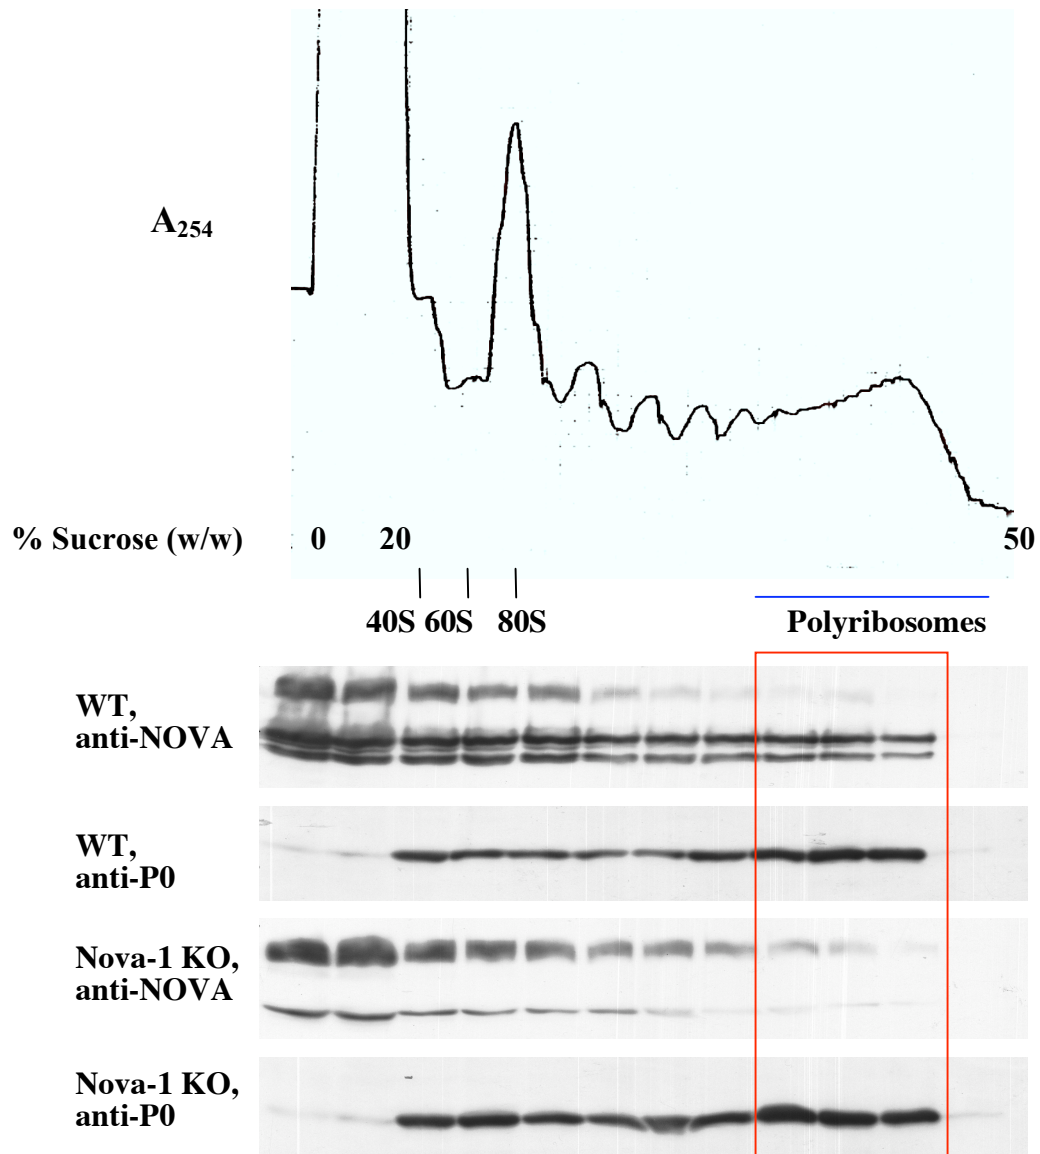 A254
% Sucrose (w/w) 0 20 50
40S 60S 80S Polyribosomes
WT,
anti-NOVA
WT,
anti-P0
Nova-1 KO,
anti-NOVA
Nova-1 KO,
anti-P0